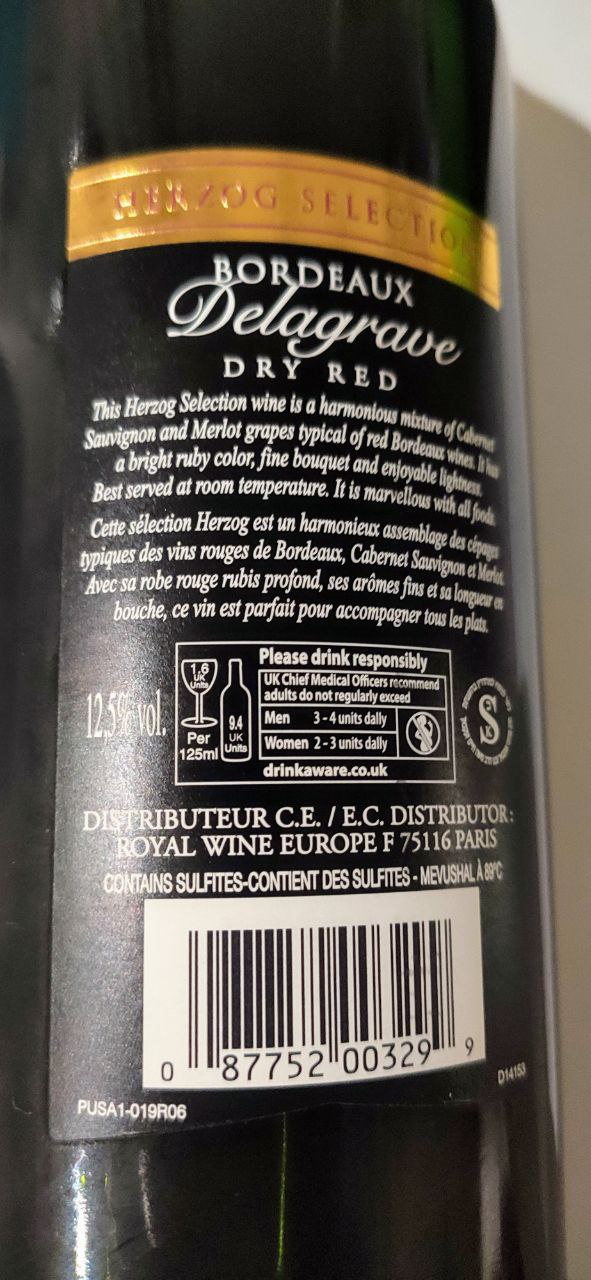 HERZOG SELECTION
BORDEAUX
Delagrave
DRY RED
This Herzog Selection wine is a harmonious mixture of Cabernet
Sauvignon and Merlot grapes typical of red Bordeaux wines. It has
a bright ruby color, fine bouquet and enjoyable lightness.
Best served at room temperature. It is marvellous with all foods.
Cette sélection Herzog est un harmonieux assemblage des cépages
typiques des vins rouges de Bordeaux, Cabernet Sauvignon et Merlot.
Avec sa robe rouge rubis profond, ses arômes fins et sa longueur en
bouche, ce vin est parfait pour accompagner tous les plats.
12.5% vol.
1.6
UK
Units
Per
125ml
9.4
UK
Units
Please drink responsibly
UK Chief Medical Officers recommend
adults do not regularly exceed
Men 3-4 units daily
Women 2-3 units daily
drinkaware.co.uk
S
DISTRIBUTEUR C.E. / E.C. DISTRIBUTOR:
ROYAL WINE EUROPE F 75116 PARIS
CONTAINS SULFITES-CONTIENT DES SULFITES - MEVUSHAL À 89°C
0 87752 00329 9
PUSA1-019R06
D14153